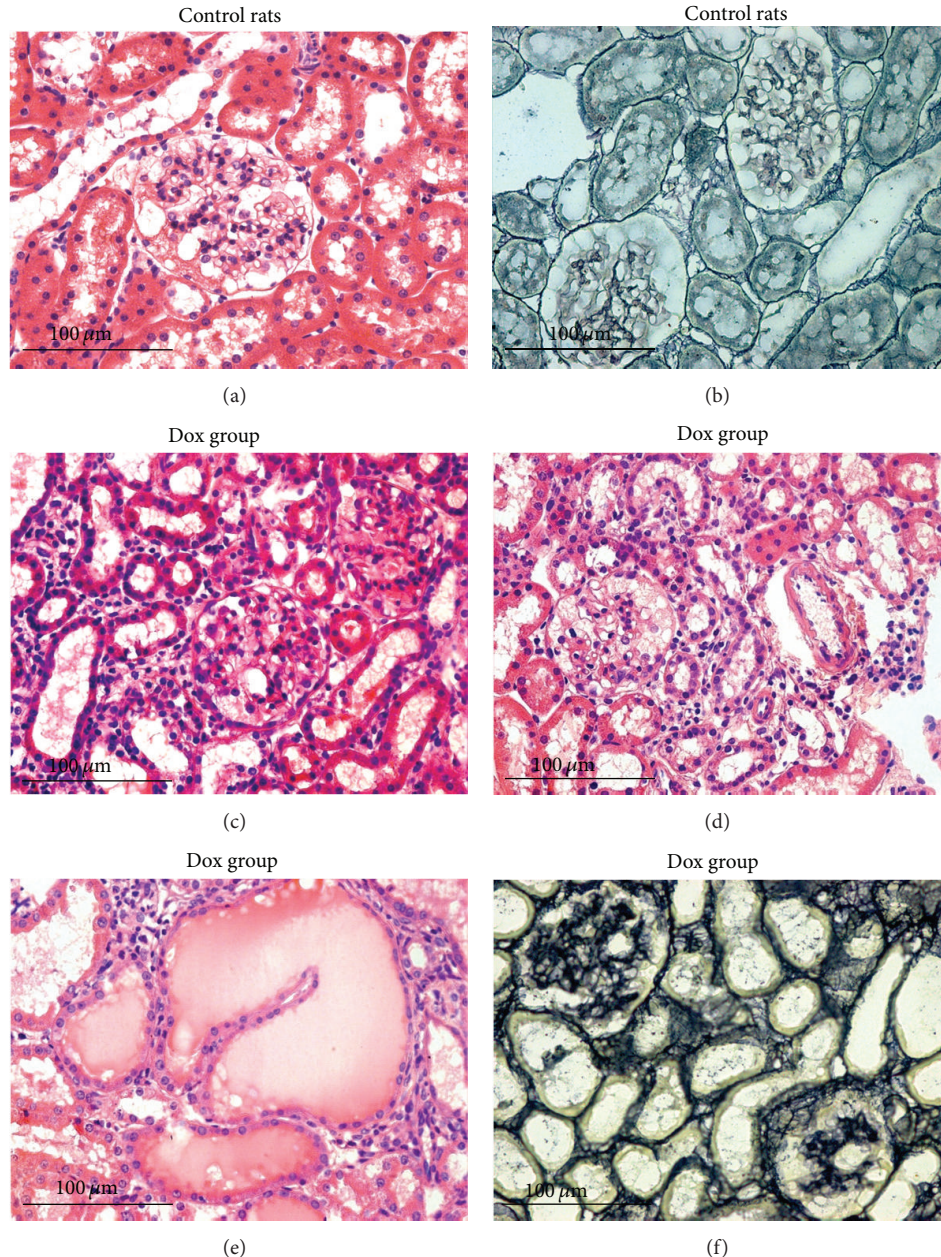 Control rats
Control rats
100 μm
100 μm
(a)
(b)
Dox group
Dox group
100 μm
100 μm
(c)
(d)
Dox group
Dox group
100 μm
100 μm
(e)
(f)